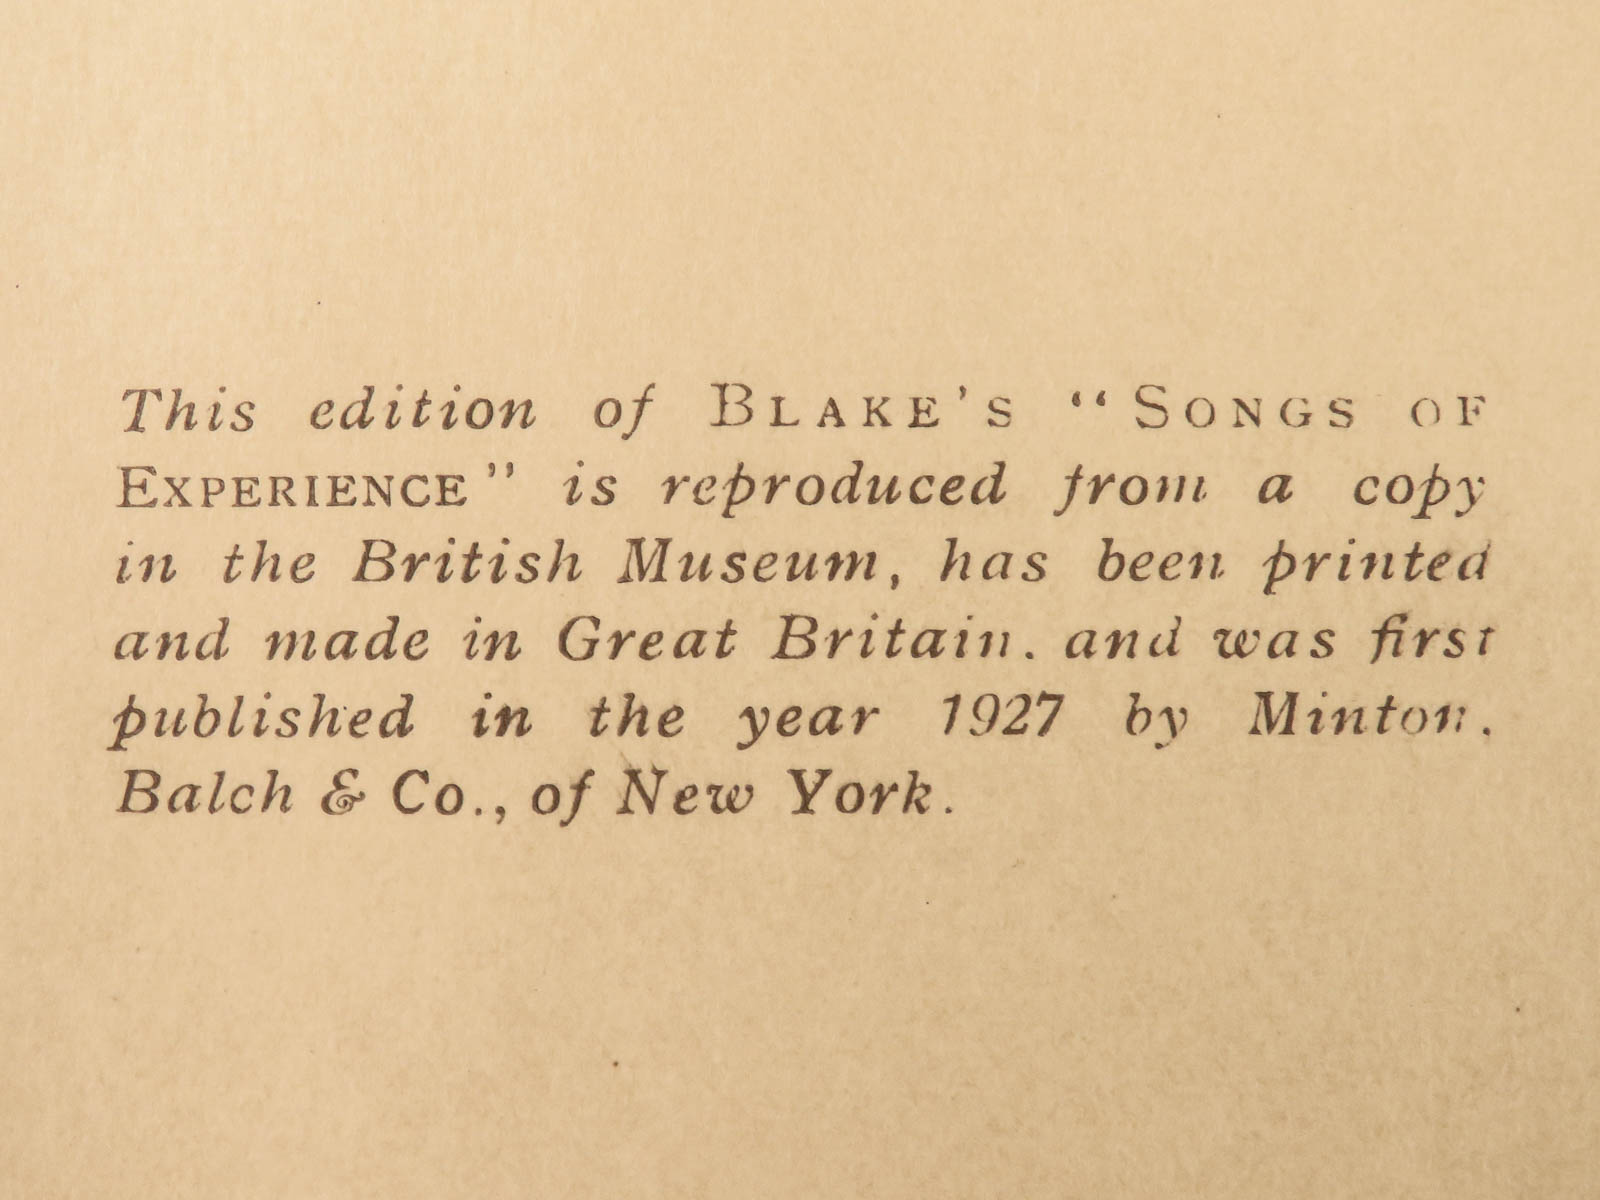 This edition of BLAKE'S “SONGS OF
EXPERIENCE” is reproduced from a copy
in the British Museum, has been printed
and made in Great Britain, and was first
published in the year 1927 by Minton,
Balch & Co., of New York.